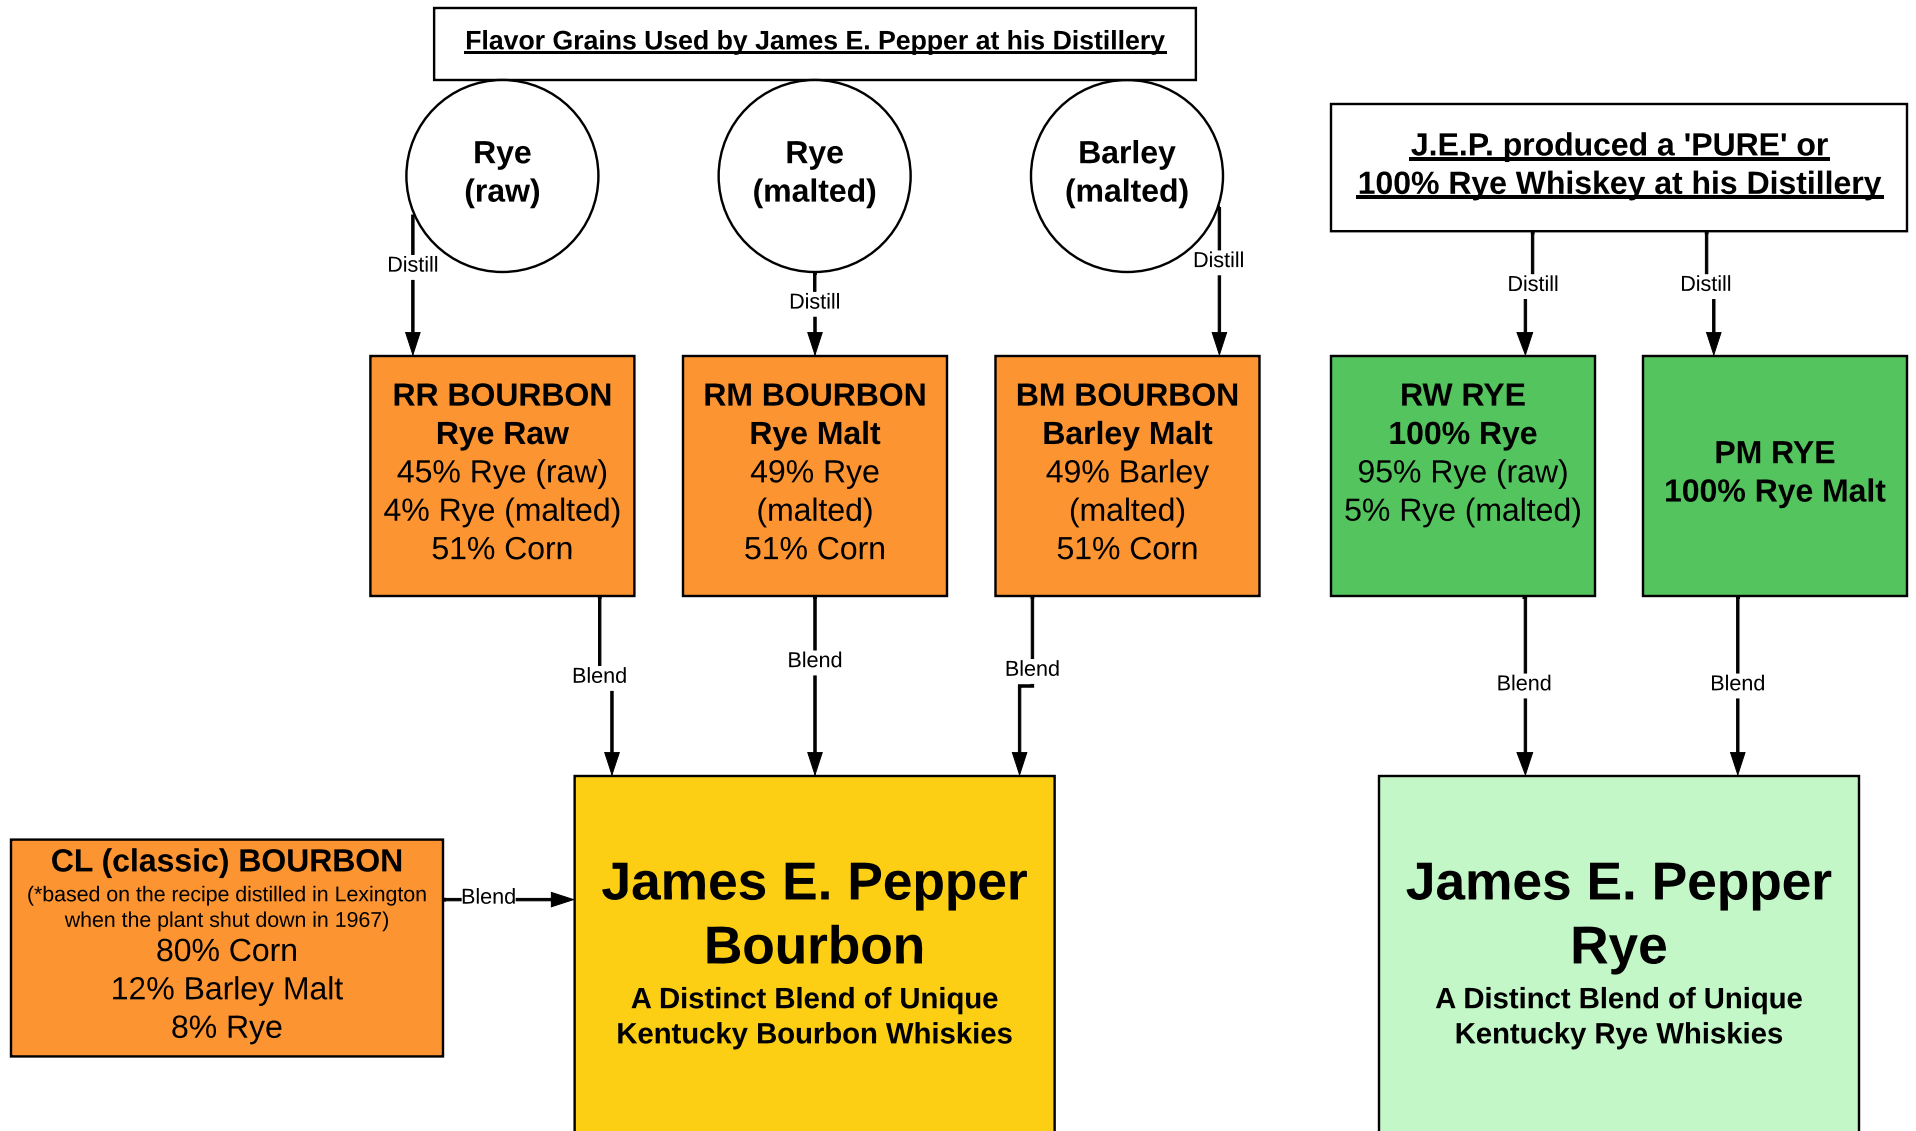 Flavor Grains Used by James E. Pepper at his Distillery
Rye
(raw)
Rye
(malted)
Barley
(malted)
J.E.P. produced a 'PURE' or
100% Rye Whiskey at his Distillery
Distill
Distill
Distill
Distill
Distill
RR BOURBON
Rye Raw
45% Rye (raw)
4% Rye (malted)
51% Corn
RM BOURBON
Rye Malt
49% Rye
(malted)
51% Corn
BM BOURBON
Barley Malt
49% Barley
(malted)
51% Corn
RW RYE
100% Rye
95% Rye (raw)
5% Rye (malted)
PM RYE
100% Rye Malt
Blend
Blend
Blend
Blend
Blend
CL (classic) BOURBON
(*based on the recipe distilled in Lexington
when the plant shut down in 1967)
80% Corn
12% Barley Malt
8% Rye
Blend
James E. Pepper
Bourbon
A Distinct Blend of Unique
Kentucky Bourbon Whiskies
James E. Pepper
Rye
A Distinct Blend of Unique
Kentucky Rye Whiskies